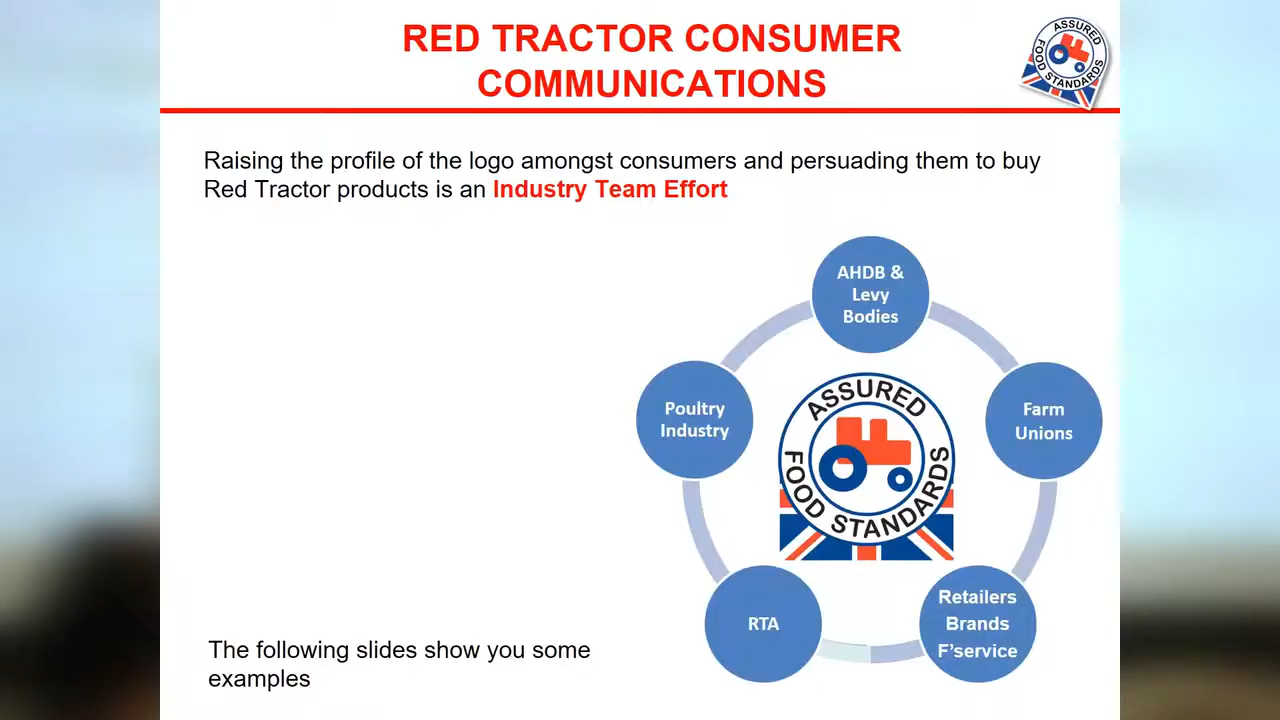 RED TRACTOR CONSUMER
COMMUNICATIONS
ASSURED
FOOD STANDARDS
Raising the profile of the logo amongst consumers and persuading them to buy
Red Tractor products is an Industry Team Effort
AHDB &
Levy
Bodies
Poultry
Industry
ASSURED
FOOD STANDARDS
Farm
Unions
RTA
Retailers
Brands
F'service
The following slides show you some
examples